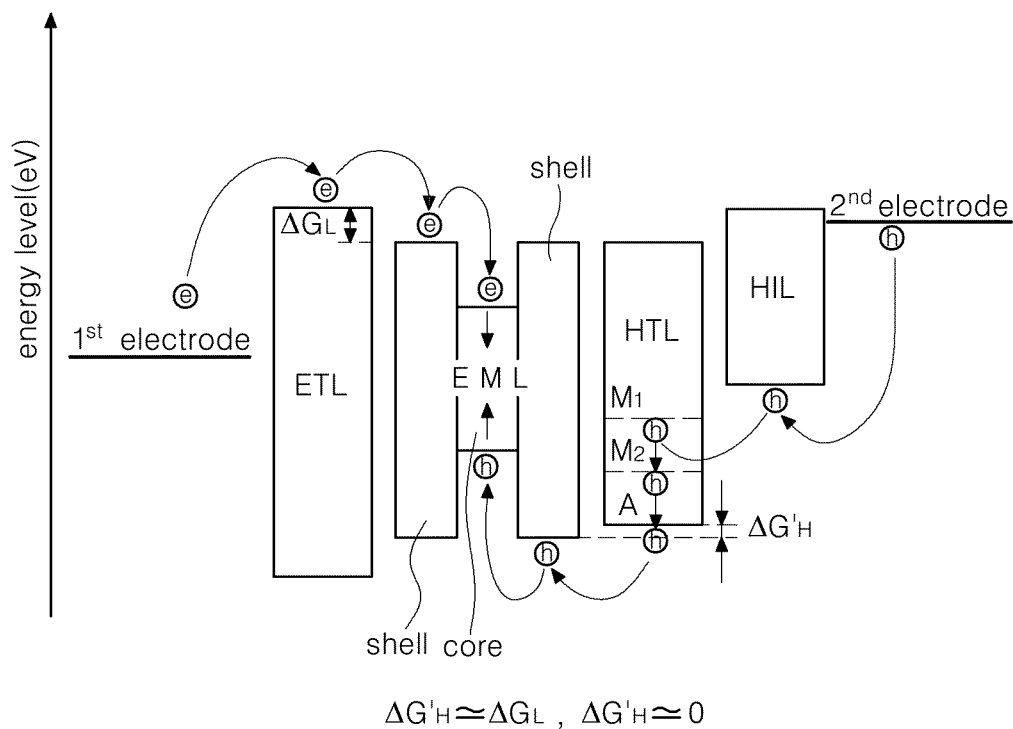 energy level(eV)
shell
2nd electrode
ΔGL
e
e
e
e
h
HIL
1st electrode
HTL
ETL
E M L
M1
h
h
M2
h
h
A
h
h
ΔG'H
shell
core
ΔG'H≃ΔGL , ΔG'H≃0